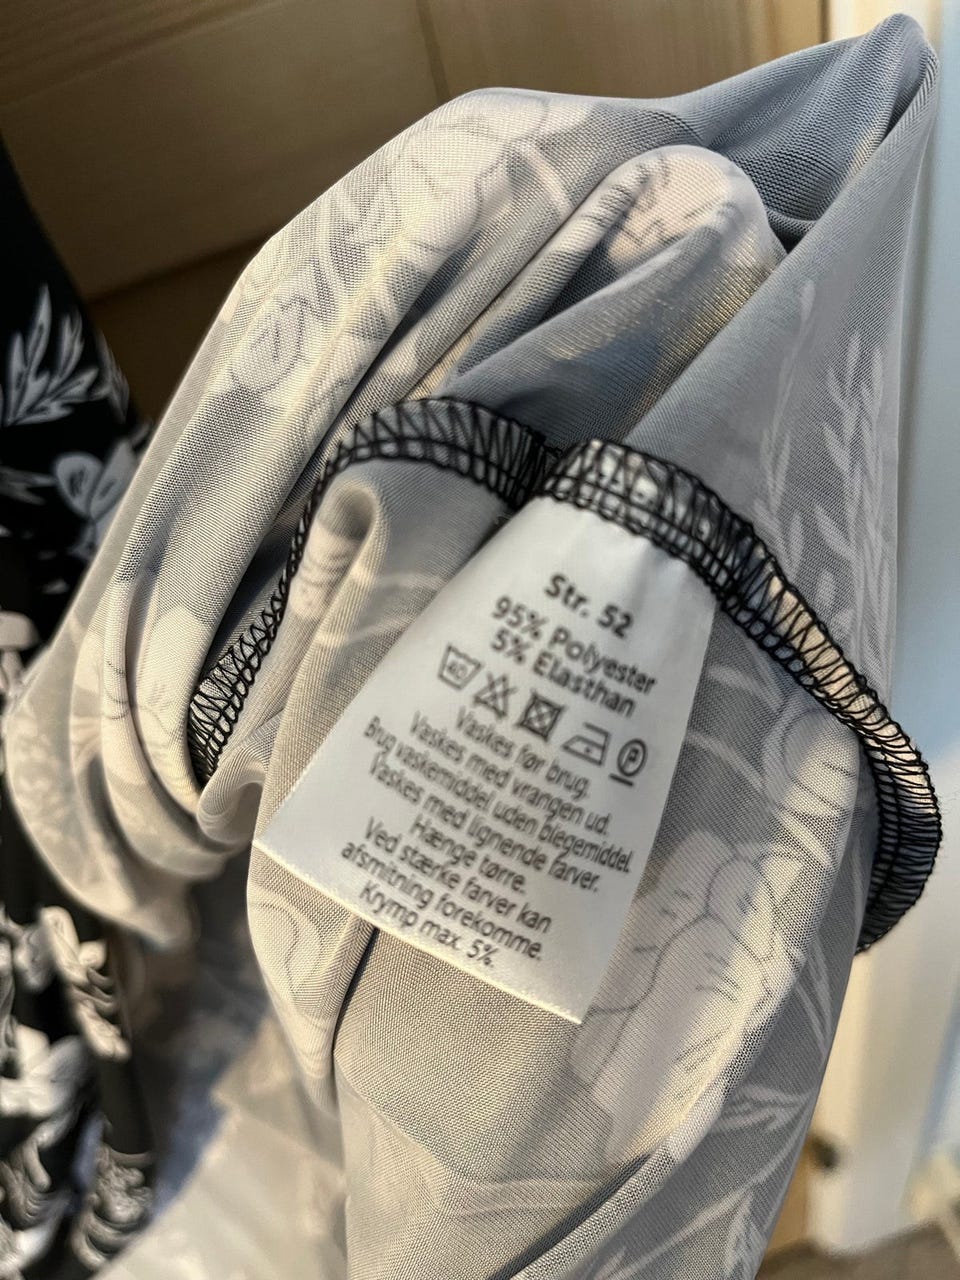 Str. 52
95% Polyester
5% Elasthan
40 P
Vaskes før brug.
Vaskes med vrangen ud.
Brug vaskemiddel uden blegemiddel.
Vaskes med lignende farver.
Hænge tørre.
Ved stærke farver kan
afsmitning forekomme.
Krymp max. 5%.